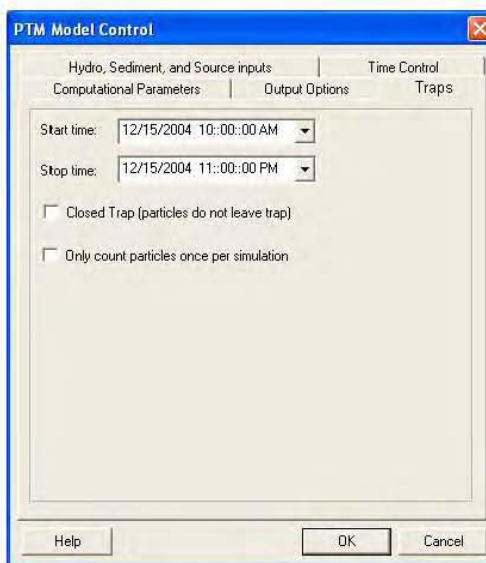 PTM Model Control
Hydro, Sediment, and Source inputs Time Control
Computational Parameters Output Options Traps
Start time: 12/15/2004 10::00::00 AM
Stop time: 12/15/2004 11::00::00 PM
Closed Trap (particles do not leave trap)
Only count particles once per simulation
Help OK Cancel